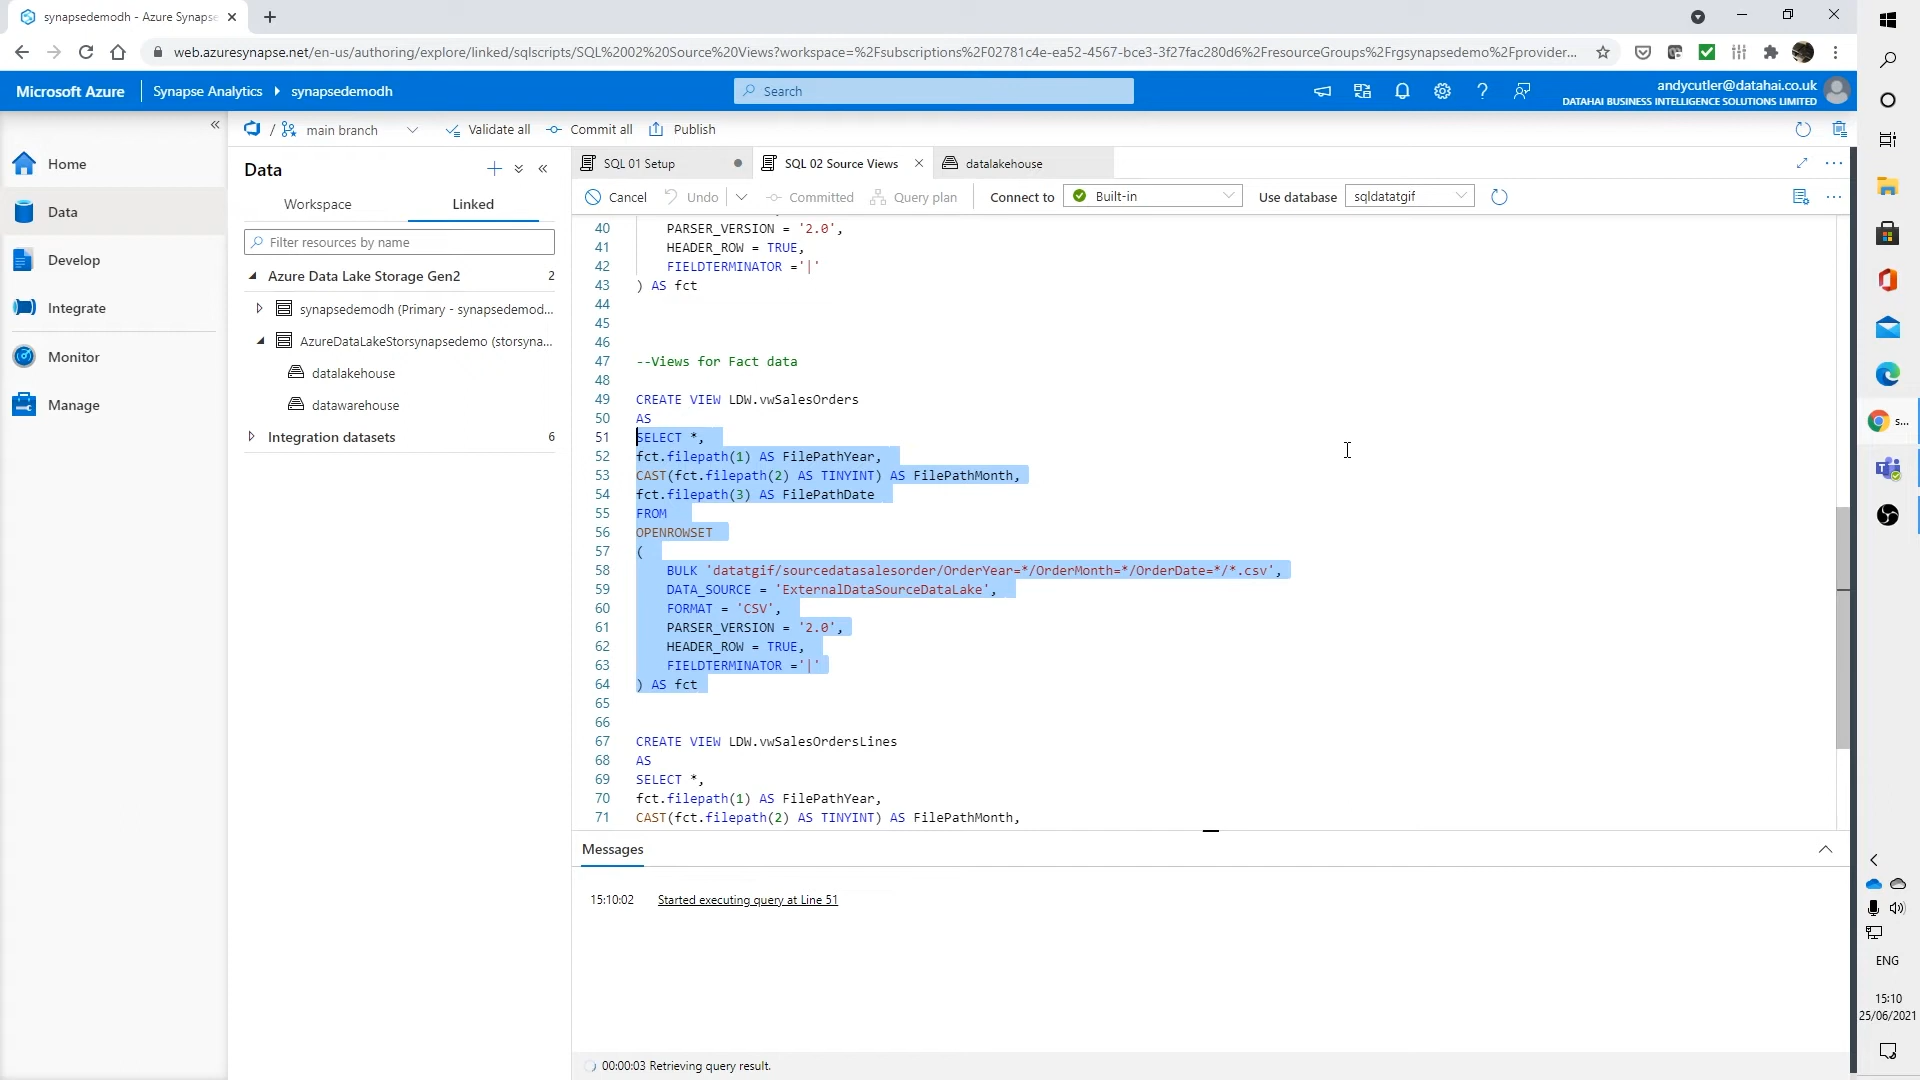 synapsedemodh - Azure Synapse
web.azuresynapse.net/en-us/authoring/explore/linked/sqlscripts/SQL%2002%20Source%20Views?workspace=%2Fsubscriptions%2F02781c4e-ea52-4567-bce3-3f27fac280d6%2FresourceGroups%2Frgsynapsedemo%2Fprovider...
Microsoft Azure
Synapse Analytics
synapsedemodh
Search
andycutler@datahai.co.uk
DATAHAI BUSINESS INTELLIGENCE SOLUTIONS LIMITED
Home
Data
Develop
Integrate
Monitor
Manage
/ main branch
Validate all
Commit all
Publish
Data
Workspace
Linked
Filter resources by name
Azure Data Lake Storage Gen2 2
synapsedemodh (Primary - synapsedemod...
AzureDataLakeStorsynapsedemo (storsyna...
datalakehouse
datawarehouse
Integration datasets 6
SQL 01 Setup
SQL 02 Source Views
datalakehouse
Cancel
Undo
Committed
Query plan
Connect to
Built-in
Use database
sqldatatgif
40 PARSER_VERSION = '2.0',
41 HEADER_ROW = TRUE,
42 FIELDTERMINATOR ='|'
43 ) AS fct
44
45
46
47 --Views for Fact data
48
49 CREATE VIEW LDW.vwSalesOrders
50 AS
51 SELECT *,
52 fct.filepath(1) AS FilePathYear,
53 CAST(fct.filepath(2) AS TINYINT) AS FilePathMonth,
54 fct.filepath(3) AS FilePathDate
55 FROM
56 OPENROWSET
57 (
58 BULK 'datatgif/sourcedatasalesorder/OrderYear=*/OrderMonth=*/OrderDate=*/*.csv',
59 DATA_SOURCE = 'ExternalDataSourceDataLake',
60 FORMAT = 'CSV',
61 PARSER_VERSION = '2.0',
62 HEADER_ROW = TRUE,
63 FIELDTERMINATOR ='|'
64 ) AS fct
65
66
67 CREATE VIEW LDW.vwSalesOrdersLines
68 AS
69 SELECT *,
70 fct.filepath(1) AS FilePathYear,
71 CAST(fct.filepath(2) AS TINYINT) AS FilePathMonth,
Messages
15:10:02 Started executing query at Line 51
00:00:03 Retrieving query result.
s...
ENG
15:10
25/06/2021